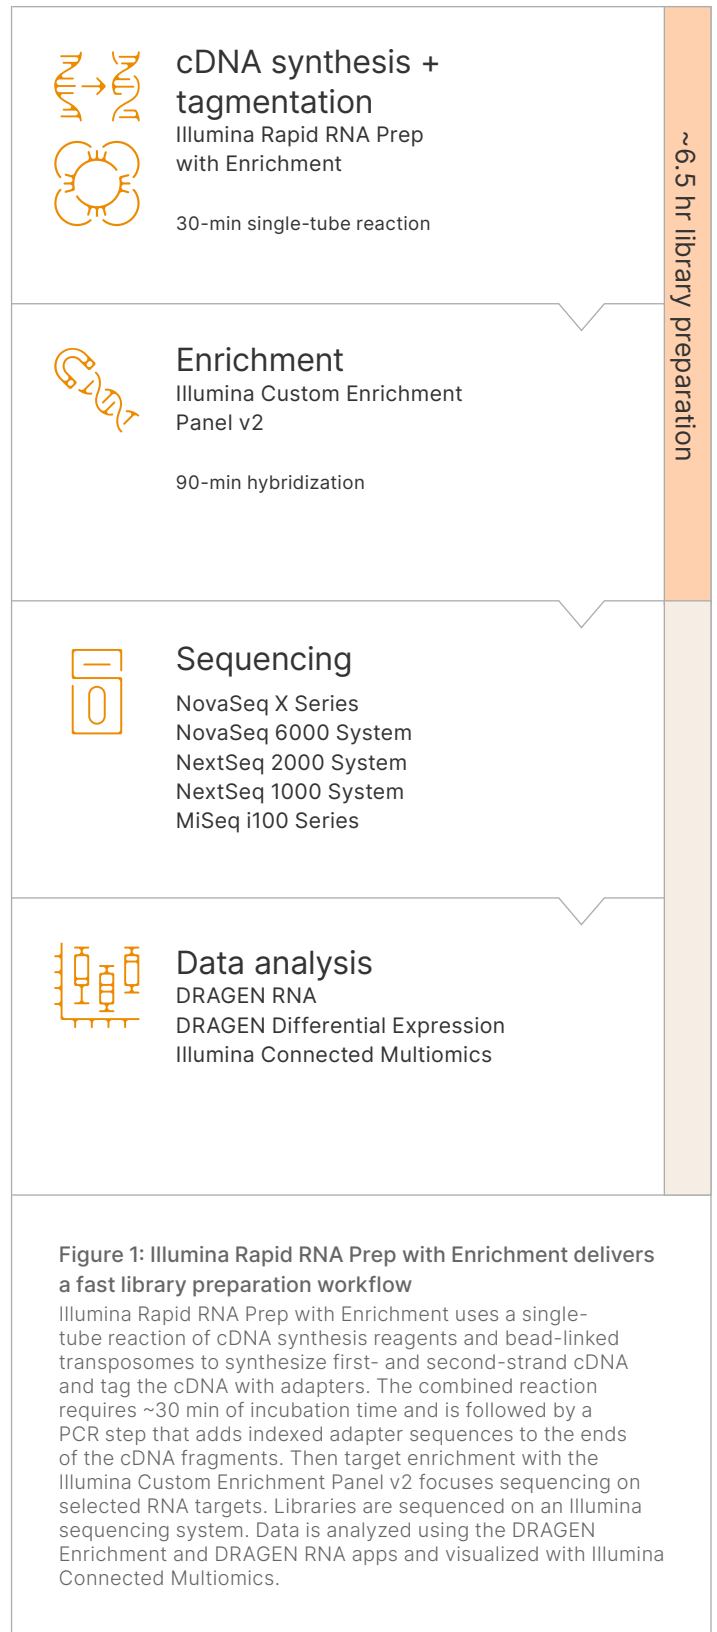 cDNA synthesis +
tagmentation
Illumina Rapid RNA Prep
with Enrichment
30-min single-tube reaction
~6.5 hr library preparation
Enrichment
Illumina Custom Enrichment
Panel v2
90-min hybridization
Sequencing
NovaSeq X Series
NovaSeq 6000 System
NextSeq 2000 System
NextSeq 1000 System
MiSeq i100 Series
Data analysis
DRAGEN RNA
DRAGEN Differential Expression
Illumina Connected Multiomics
Figure 1: Illumina Rapid RNA Prep with Enrichment delivers
a fast library preparation workflow
Illumina Rapid RNA Prep with Enrichment uses a single-
tube reaction of cDNA synthesis reagents and bead-linked
transposomes to synthesize first- and second-strand cDNA
and tag the cDNA with adapters. The combined reaction
requires ~30 min of incubation time and is followed by a
PCR step that adds indexed adapter sequences to the ends
of the cDNA fragments. Then target enrichment with the
Illumina Custom Enrichment Panel v2 focuses sequencing on
selected RNA targets. Libraries are sequenced on an Illumina
sequencing system. Data is analyzed using the DRAGEN
Enrichment and DRAGEN RNA apps and visualized with Illumina
Connected Multiomics.